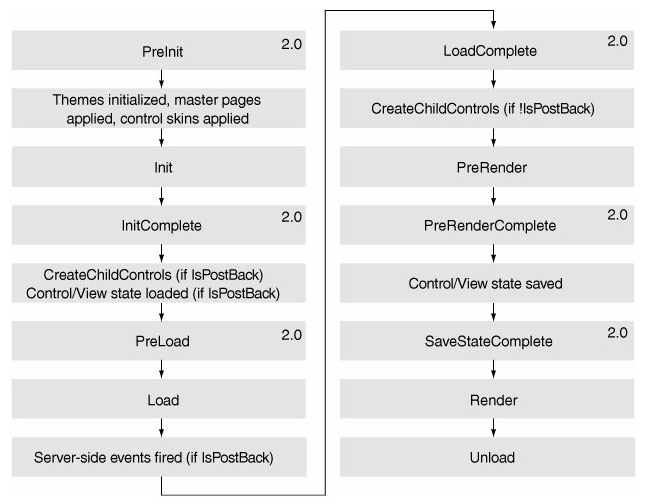 PreInit 2.0
Themes initialized, master pages
applied, control skins applied
Init
InitComplete 2.0
CreateChildControls (if IsPostBack)
Control/View state loaded (if IsPostBack)
PreLoad 2.0
Load
Server-side events fired (if IsPostBack)
LoadComplete 2.0
CreateChildControls (if !IsPostBack)
PreRender
PreRenderComplete 2.0
Control/View state saved
SaveStateComplete 2.0
Render
Unload